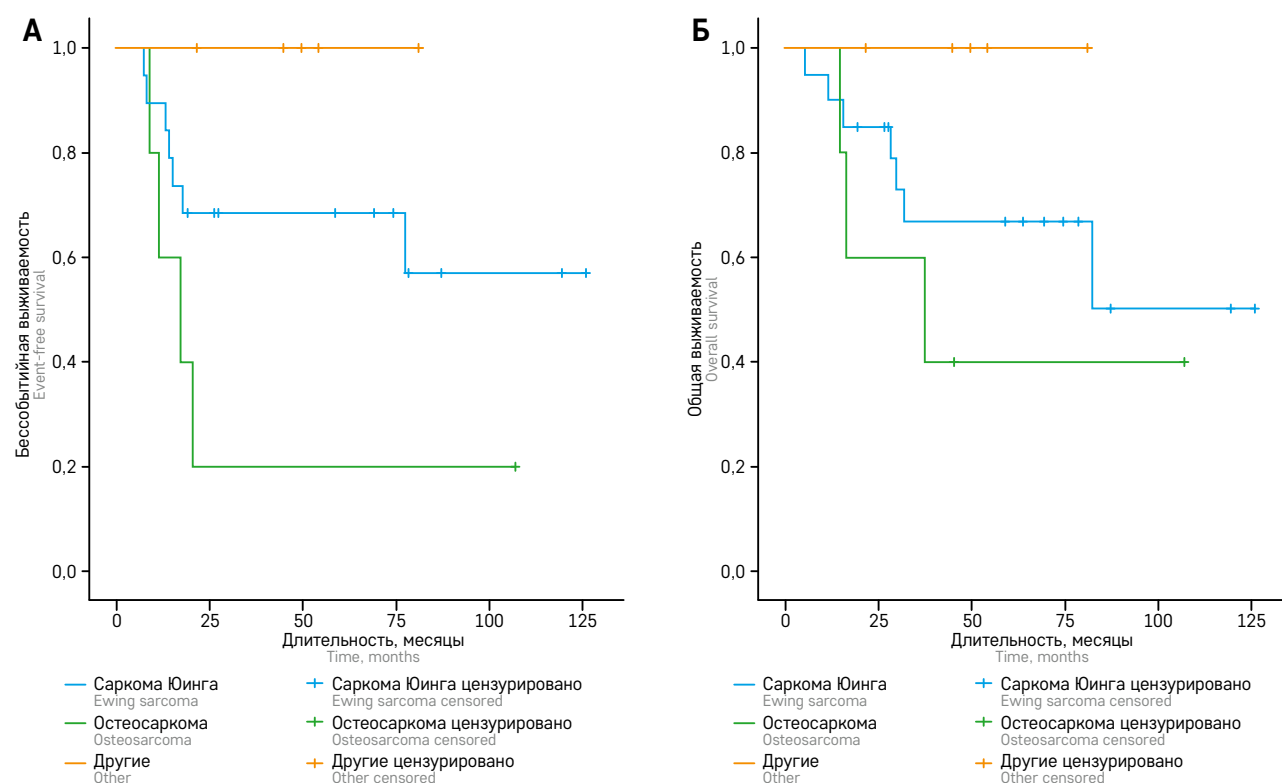 А
1,0
0,8
0,6
0,4
0,2
0,0
Бессобытийная выживаемость
Event-free survival
0 25 50 75 100 125
Длительность, месяцы
Time, months
Саркома Юинга
Ewing sarcoma
Остеосаркома
Osteosarcoma
Другие
Other
Саркома Юинга цензурировано
Ewing sarcoma censored
Остеосаркома цензурировано
Osteosarcoma censored
Другие цензурировано
Other censored
Б
1,0
0,8
0,6
0,4
0,2
0,0
Общая выживаемость
Overall survival
0 25 50 75 100 125
Длительность, месяцы
Time, months
Саркома Юинга
Ewing sarcoma
Остеосаркома
Osteosarcoma
Другие
Other
Саркома Юинга цензурировано
Ewing sarcoma censored
Остеосаркома цензурировано
Osteosarcoma censored
Другие цензурировано
Other censored